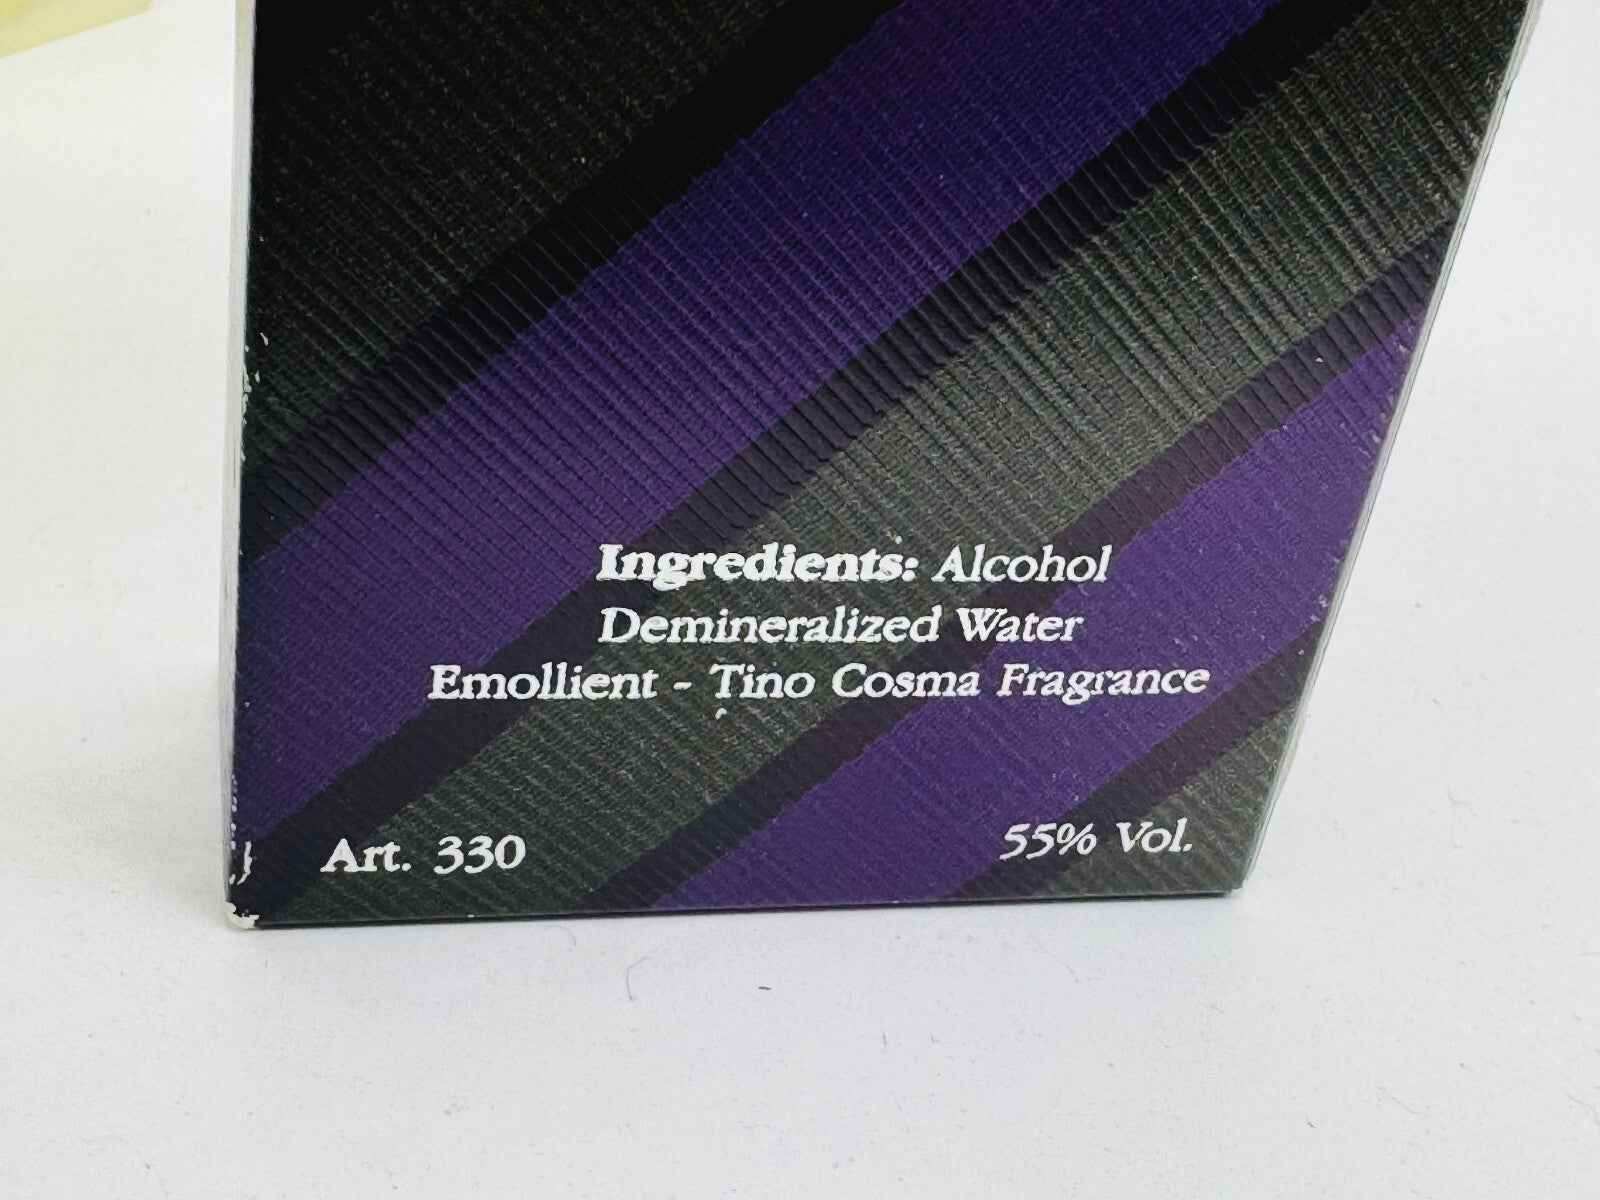 Ingredients: Alcohol
Demineralized Water
Emollient - Tino Cosma Fragrance
Art. 330
55% Vol.